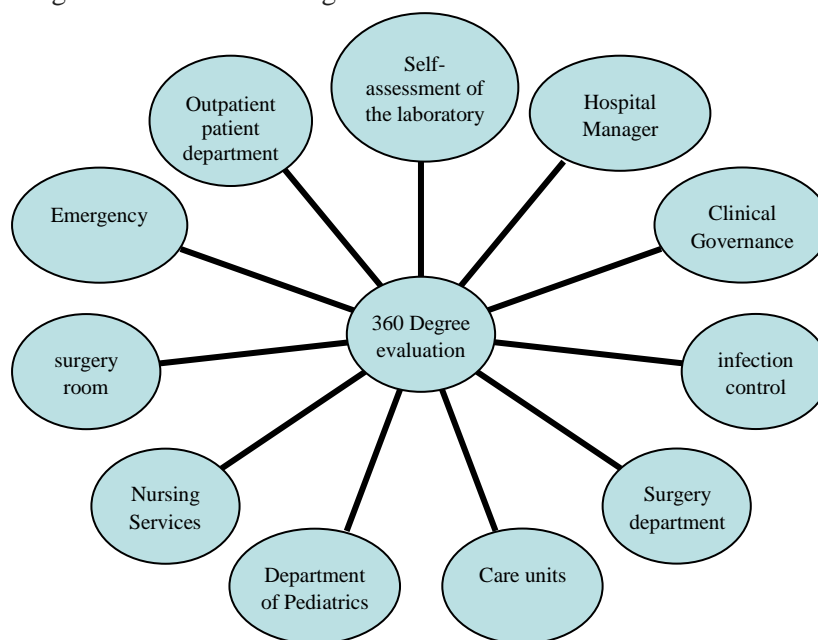 Self-
assessment of
the laboratory
Hospital
Manager
Outpatient
patient
department
Clinical
Governance
Emergency
360 Degree
evaluation
infection
control
surgery
room
Surgery
department
Nursing
Services
Care units
Department
of Pediatrics